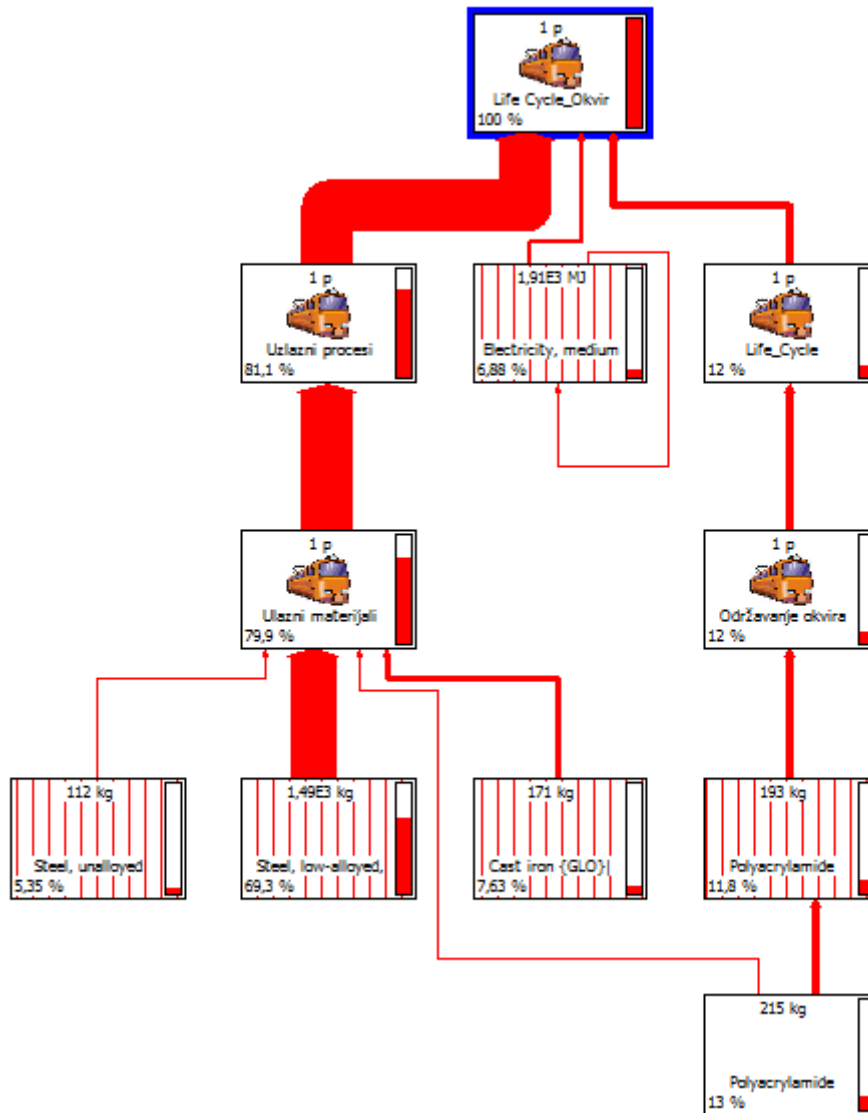 1 p
Life Cycle_Okvir
100 %
1 p
Uzlazni procesi
81,1 %
1,91E3 MJ
Electricity, medium
6,88 %
1 p
Life_Cycle
12 %
1 p
Ulazni materijali
79,9 %
1 p
Održavanje okvira
12 %
112 kg
Steel, unalloyed
5,35 %
1,49E3 kg
Steel, low-alloyed,
69,3 %
171 kg
Cast iron {GLO}|
7,63 %
193 kg
Polyacrylamide
11,8 %
215 kg
Polyacrylamide
13 %